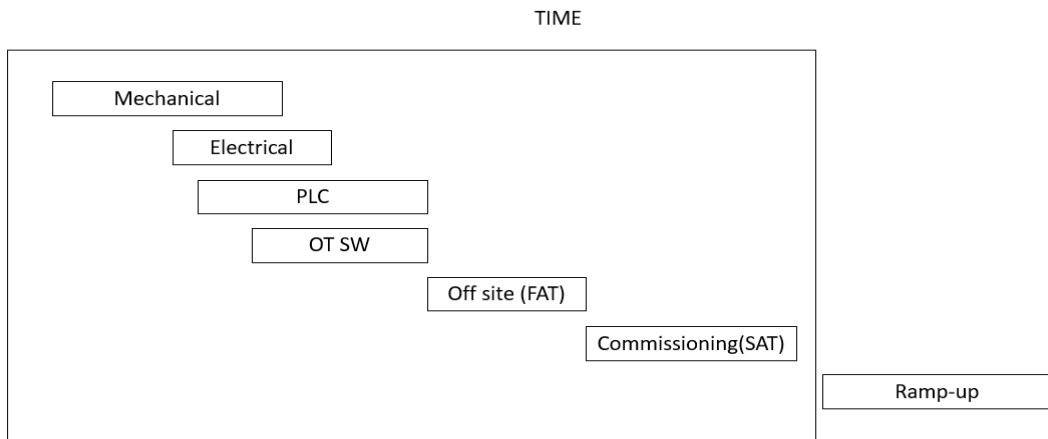 TIME
Mechanical
Electrical
PLC
OT SW
Off site (FAT)
Commissioning(SAT)
Ramp-up